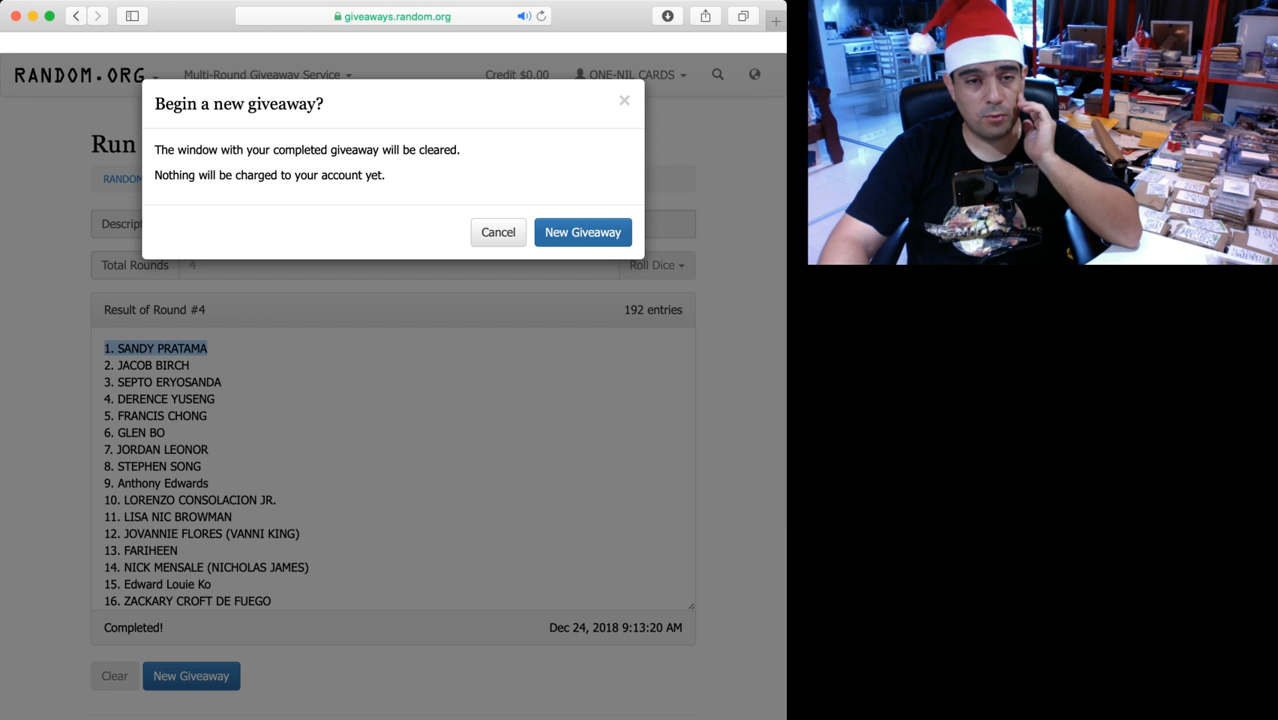 giveaways.random.org
RANDOM.ORG
Multi-Round Giveaway Service
Credit $0.00
ONE-NIL CARDS
Begin a new giveaway?
×
The window with your completed giveaway will be cleared.
Nothing will be charged to your account yet.
Cancel
New Giveaway
Run
RANDOM
Descript
Total Rounds
4
Roll Dice
Result of Round #4
192 entries
1. SANDY PRATAMA
2. JACOB BIRCH
3. SEPTO ERYOSANDA
4. DERENCE YUSENG
5. FRANCIS CHONG
6. GLEN BO
7. JORDAN LEONOR
8. STEPHEN SONG
9. Anthony Edwards
10. LORENZO CONSOLACION JR.
11. LISA NIC BROWMAN
12. JOVANNIE FLORES (VANNI KING)
13. FARIHEEN
14. NICK MENSALE (NICHOLAS JAMES)
15. Edward Louie Ko
16. ZACKARY CROFT DE FUEGO
Completed!
Dec 24, 2018 9:13:20 AM
Clear
New Giveaway